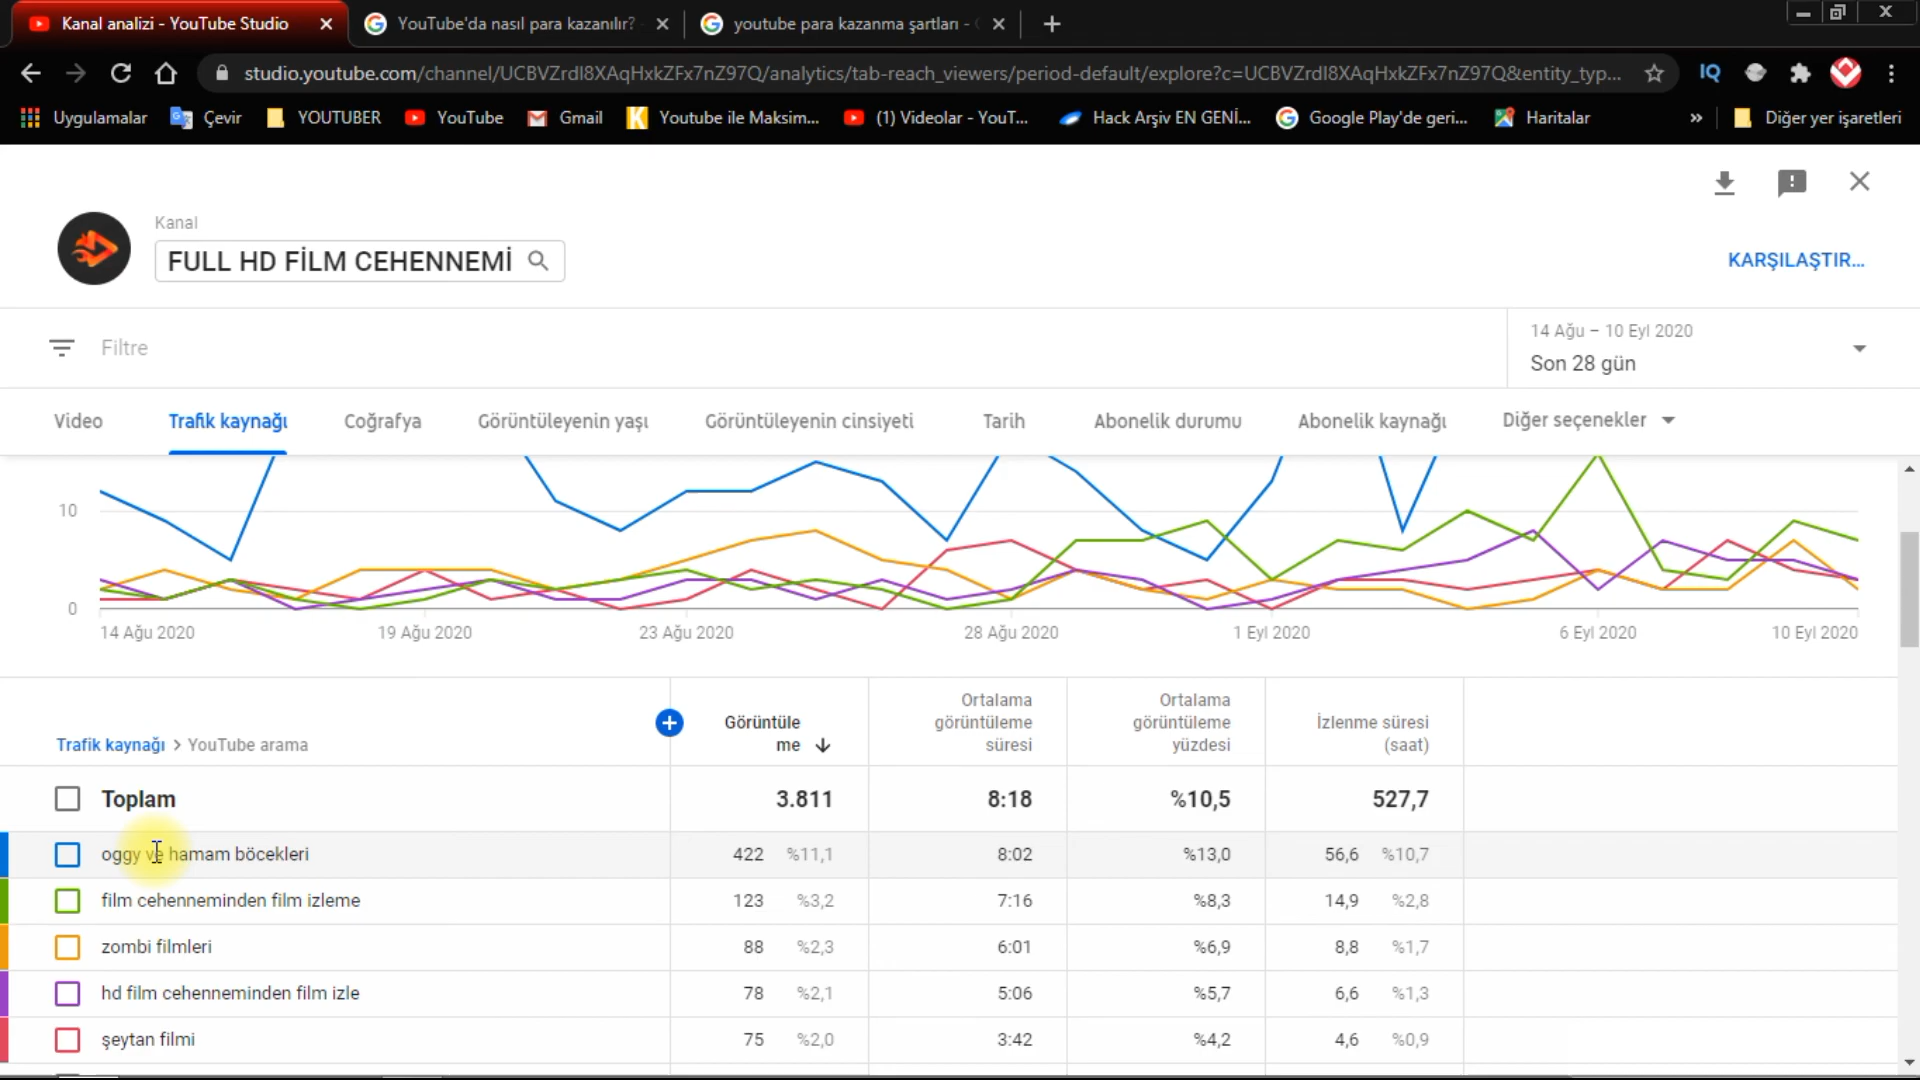 Kanal analizi - YouTube Studio
YouTube'da nasıl para kazanılır?
youtube para kazanma şartları -
studio.youtube.com/channel/UCBVZrdI8XAqHxkZFx7nZ97Q/analytics/tab-reach_viewers/period-default/explore?c=UCBVZrdI8XAqHxkZFx7nZ97Q&entity_typ...
IQ
Uygulamalar
Çevir
YOUTUBER
YouTube
Gmail
Youtube ile Maksim...
(1) Videolar - YouT...
Hack Arşiv EN GENİ...
Google Play'de geri...
Haritalar
»
Diğer yer işaretleri
Kanal
FULL HD FİLM CEHENNEMİ
KARŞILAŞTIR...
Filtre
14 Ağu – 10 Eyl 2020
Son 28 gün
Video
Trafik kaynağı
Coğrafya
Görüntüleyenin yaşı
Görüntüleyenin cinsiyeti
Tarih
Abonelik durumu
Abonelik kaynağı
Diğer seçenekler
10
0
14 Ağu 2020
19 Ağu 2020
23 Ağu 2020
28 Ağu 2020
1 Eyl 2020
6 Eyl 2020
10 Eyl 2020
Trafik kaynağı > YouTube arama
Görüntüle
me
Ortalama
görüntüleme
süresi
Ortalama
görüntüleme
yüzdesi
İzlenme süresi
(saat)
Toplam 3.811 8:18 %10,5 527,7
oggy ve hamam böcekleri 422 %11,1 8:02 %13,0 56,6 %10,7
film cehenneminden film izleme 123 %3,2 7:16 %8,3 14,9 %2,8
zombi filmleri 88 %2,3 6:01 %6,9 8,8 %1,7
hd film cehenneminden film izle 78 %2,1 5:06 %5,7 6,6 %1,3
şeytan filmi 75 %2,0 3:42 %4,2 4,6 %0,9